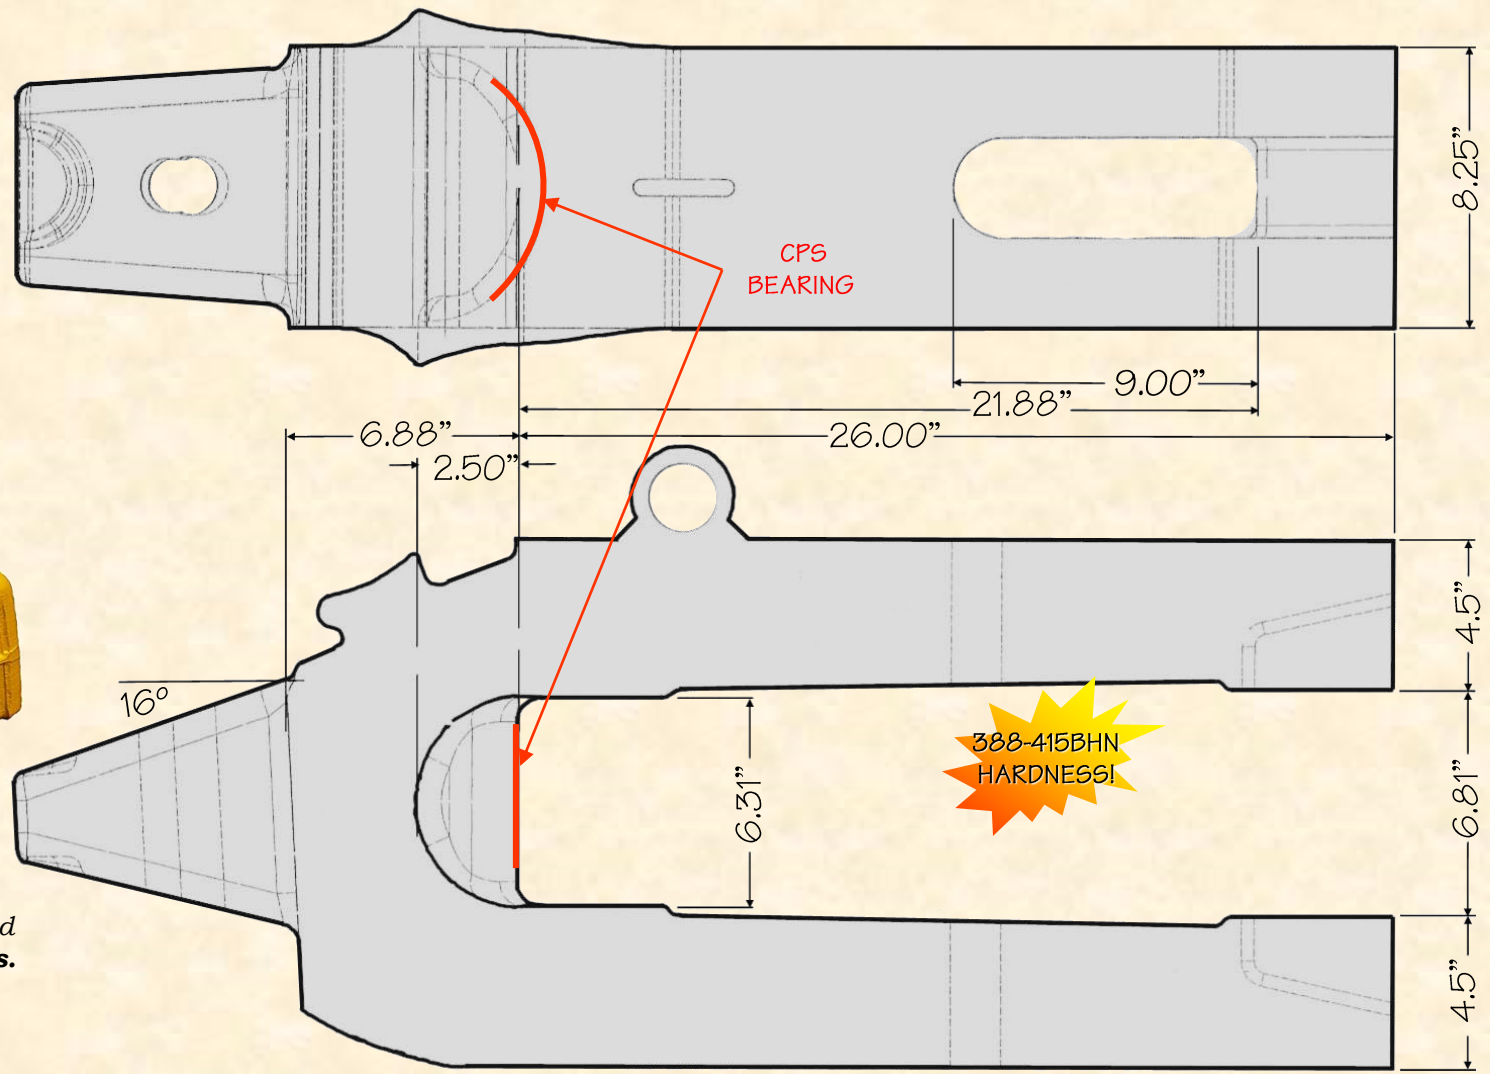 8.25”
CPS
BEARING
9.00”
21.88”
6.88”
26.00”
2.50”
4.5”
16°
388-415BHN
HARDNESS!
6.31”
6.81”
d
s.
4.5”